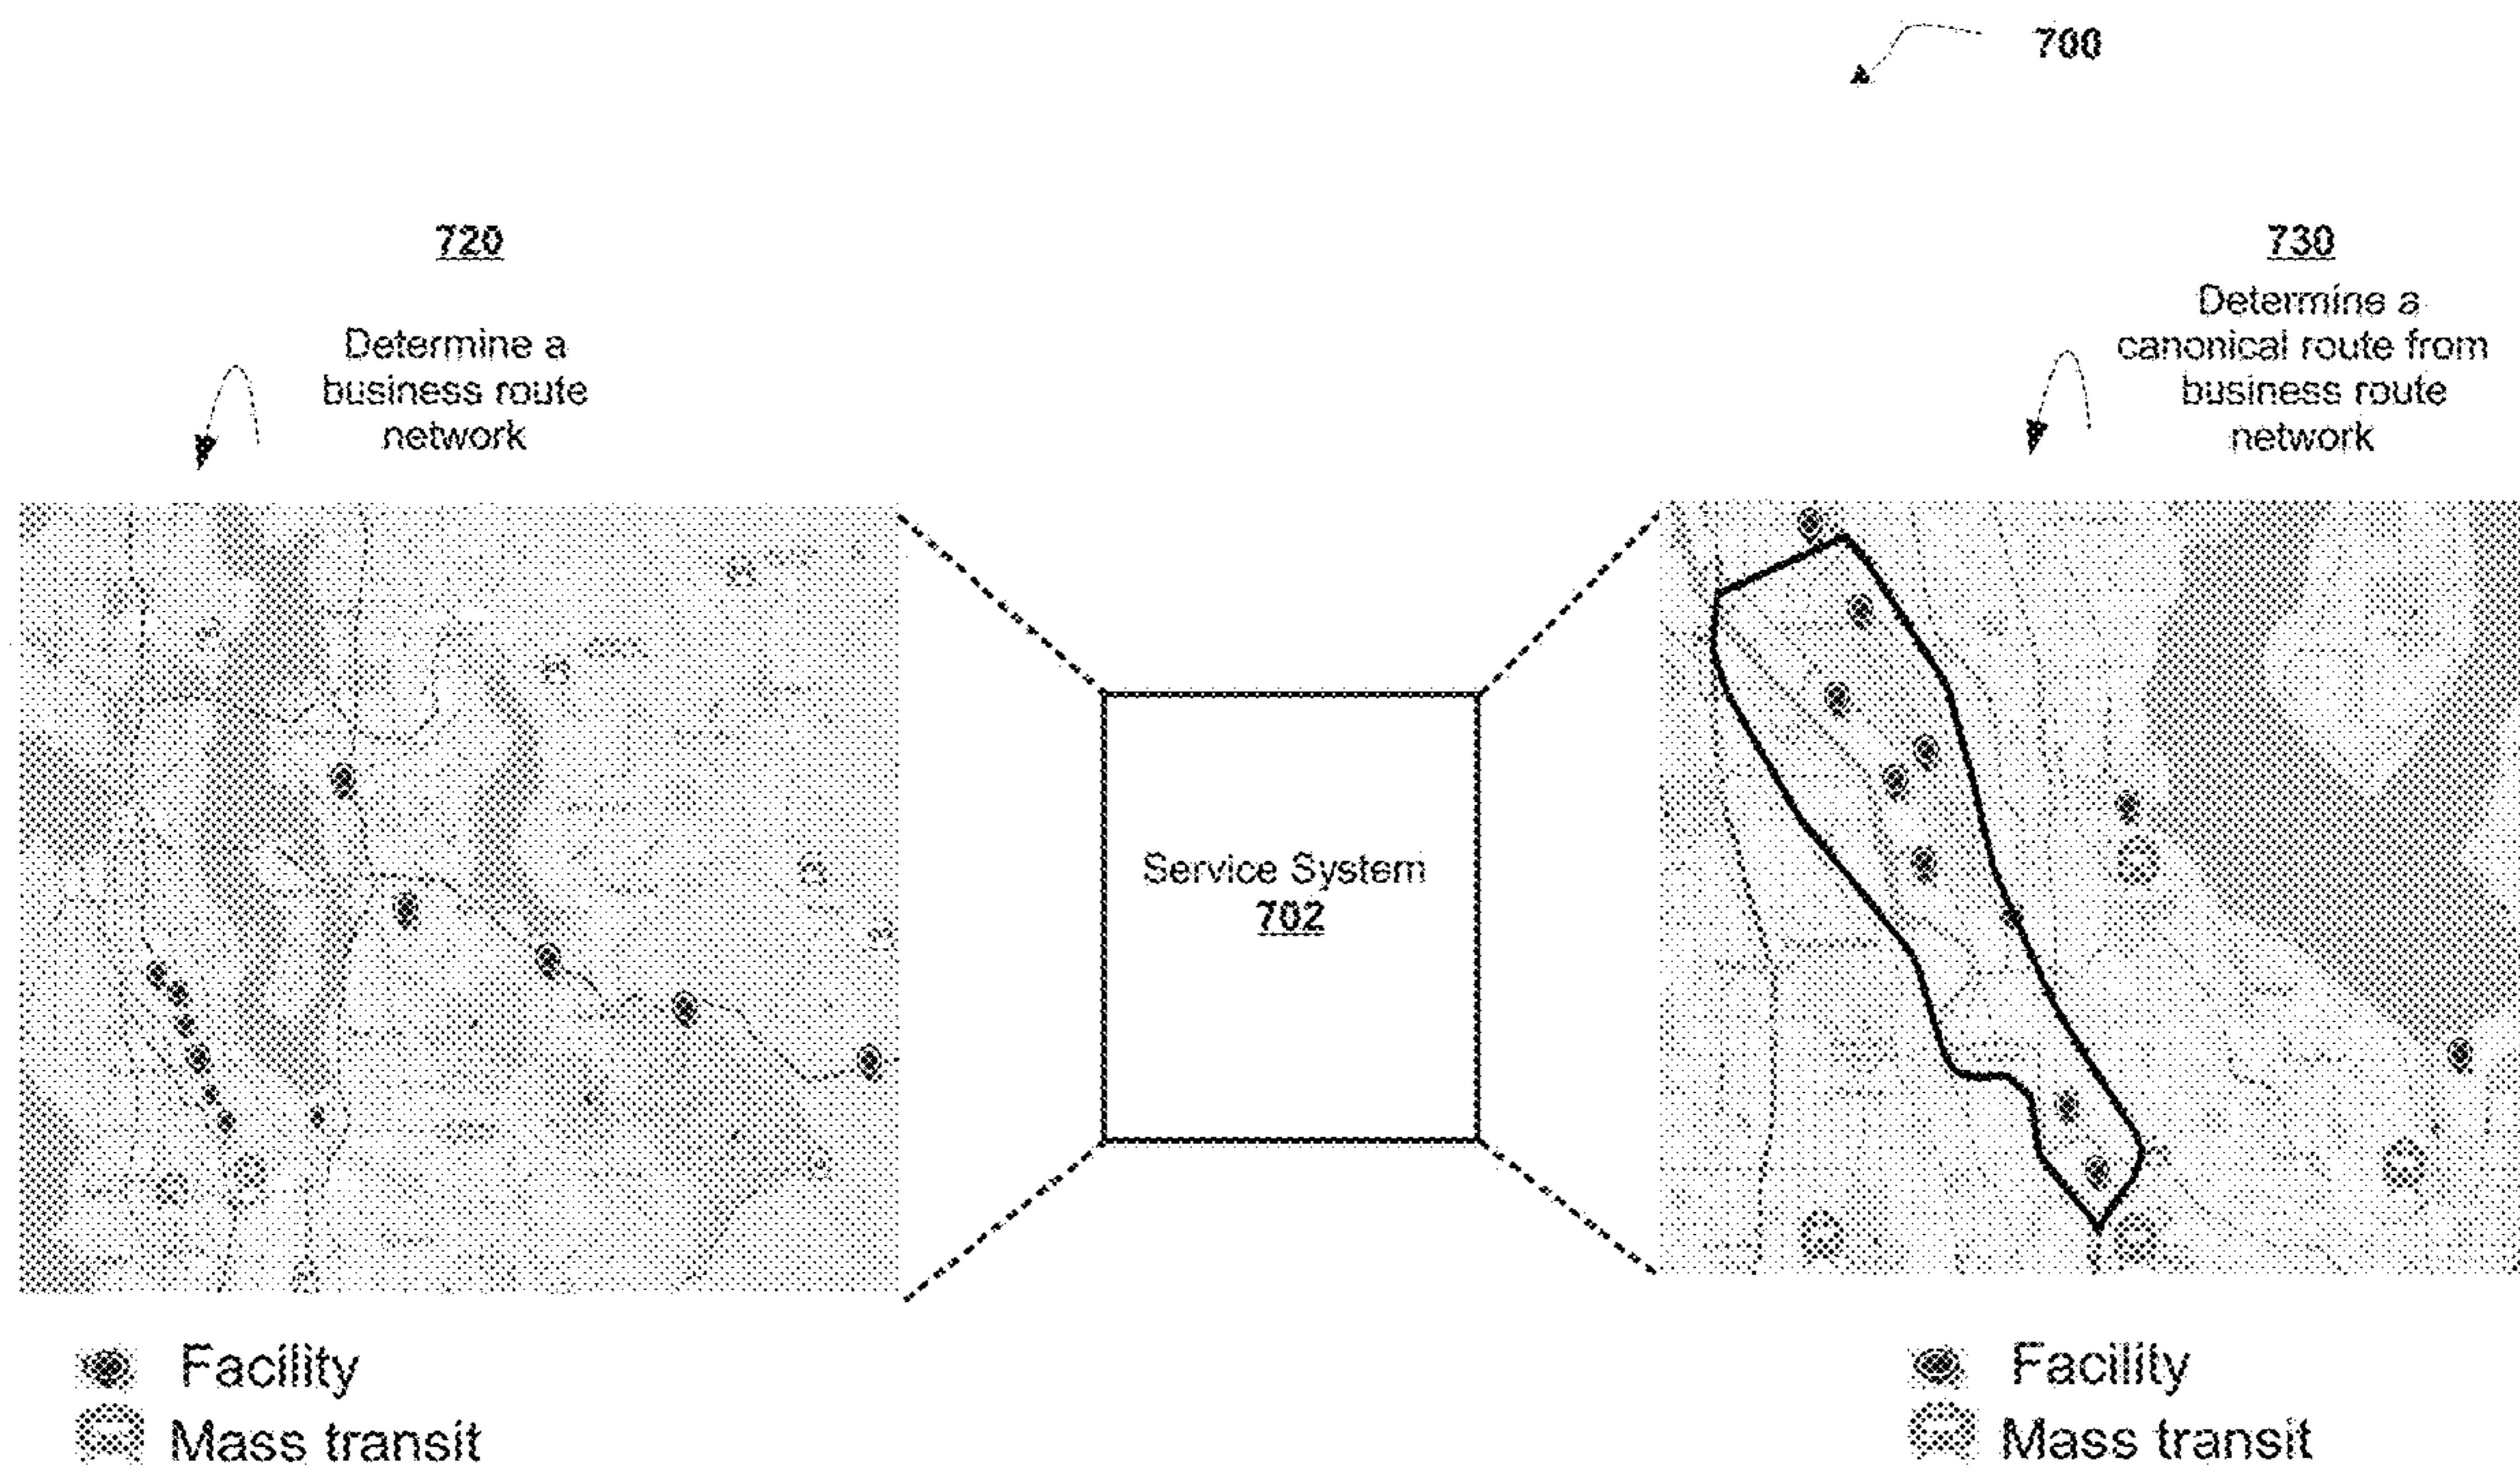 700
720
Determine a
business route
network
730
Determine a
canonical route from
business route
network
Service System
702
Facility
Mass transit
Facility
Mass transit